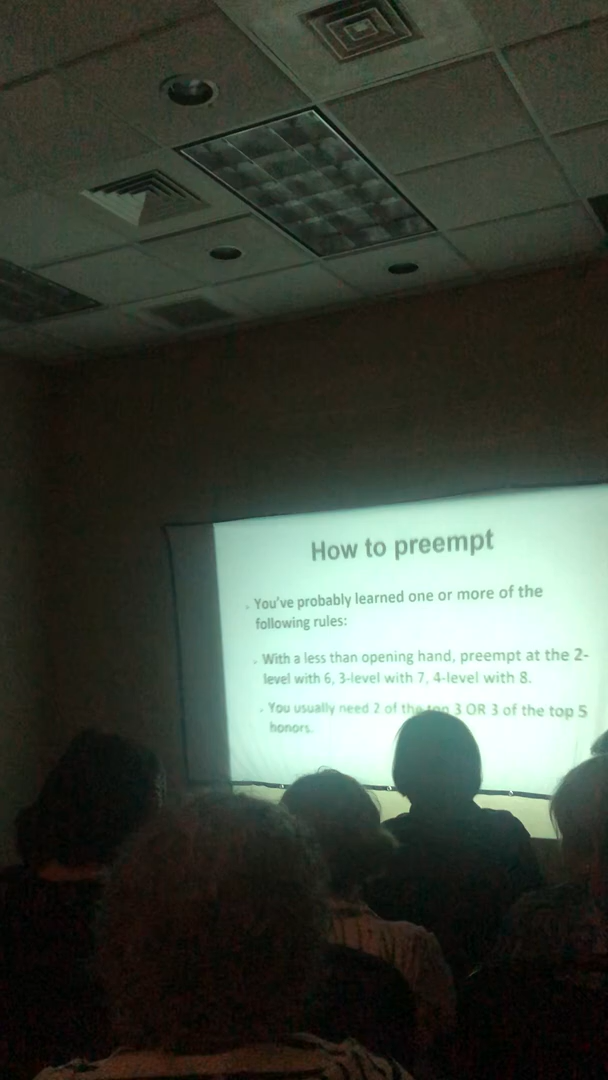 How to preempt
You've probably learned one or more of the
following rules:
With a less than opening hand, preempt at the 2-
level with 6, 3-level with 7, 4-level with 8.
You usually need 2 of the top 3 OR 3 of the top 5
honors.